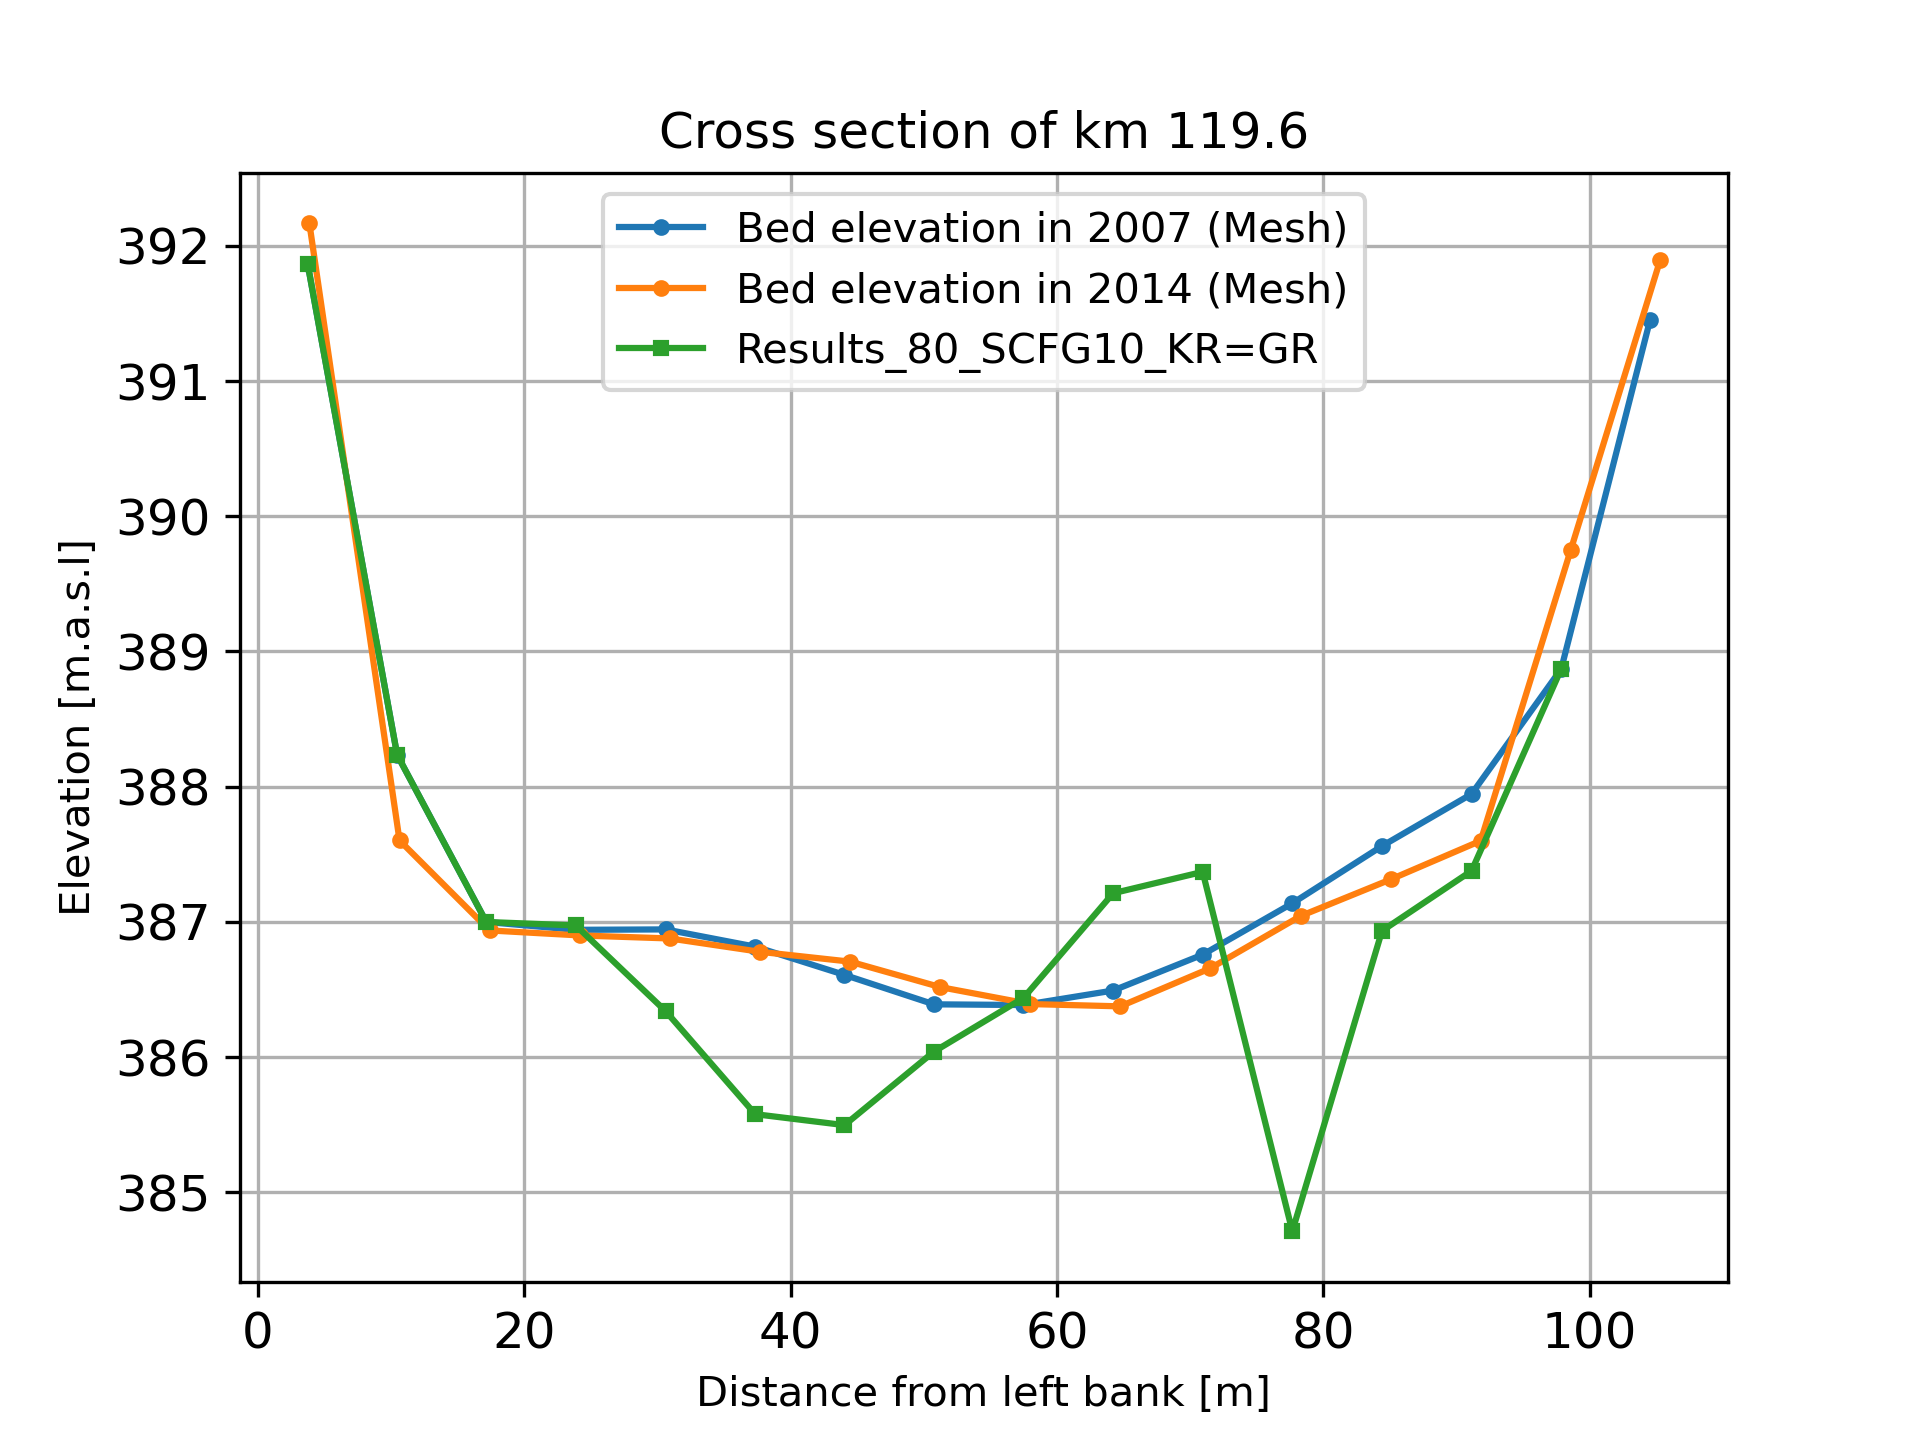 Cross section of km 119.6
Bed elevation in 2007 (Mesh)
Bed elevation in 2014 (Mesh)
Results_80_SCFG10_KR=GR
392
391
390
389
388
387
386
385
Elevation [m.a.s.l]
0 20 40 60 80 100
Distance from left bank [m]